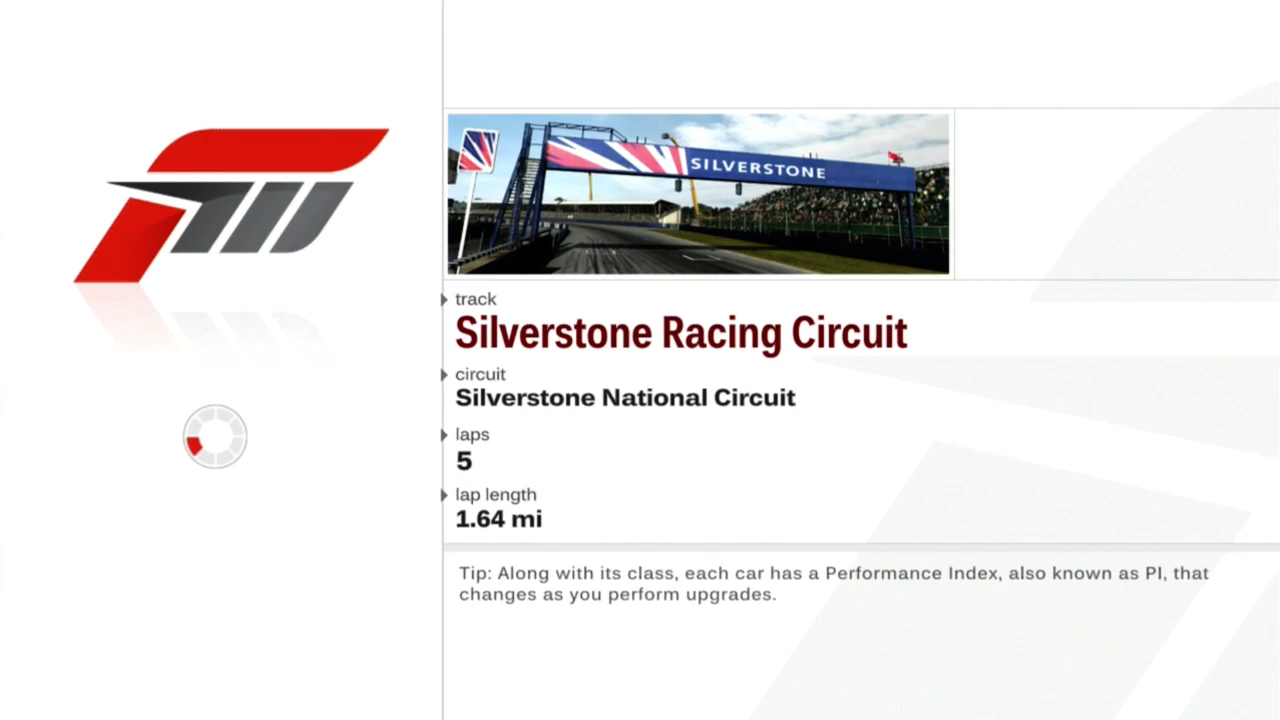 SILVERSTONE
track
Silverstone Racing Circuit
circuit
Silverstone National Circuit
laps
5
lap length
1.64 mi
Tip: Along with its class, each car has a Performance Index, also known as PI, that
changes as you perform upgrades.